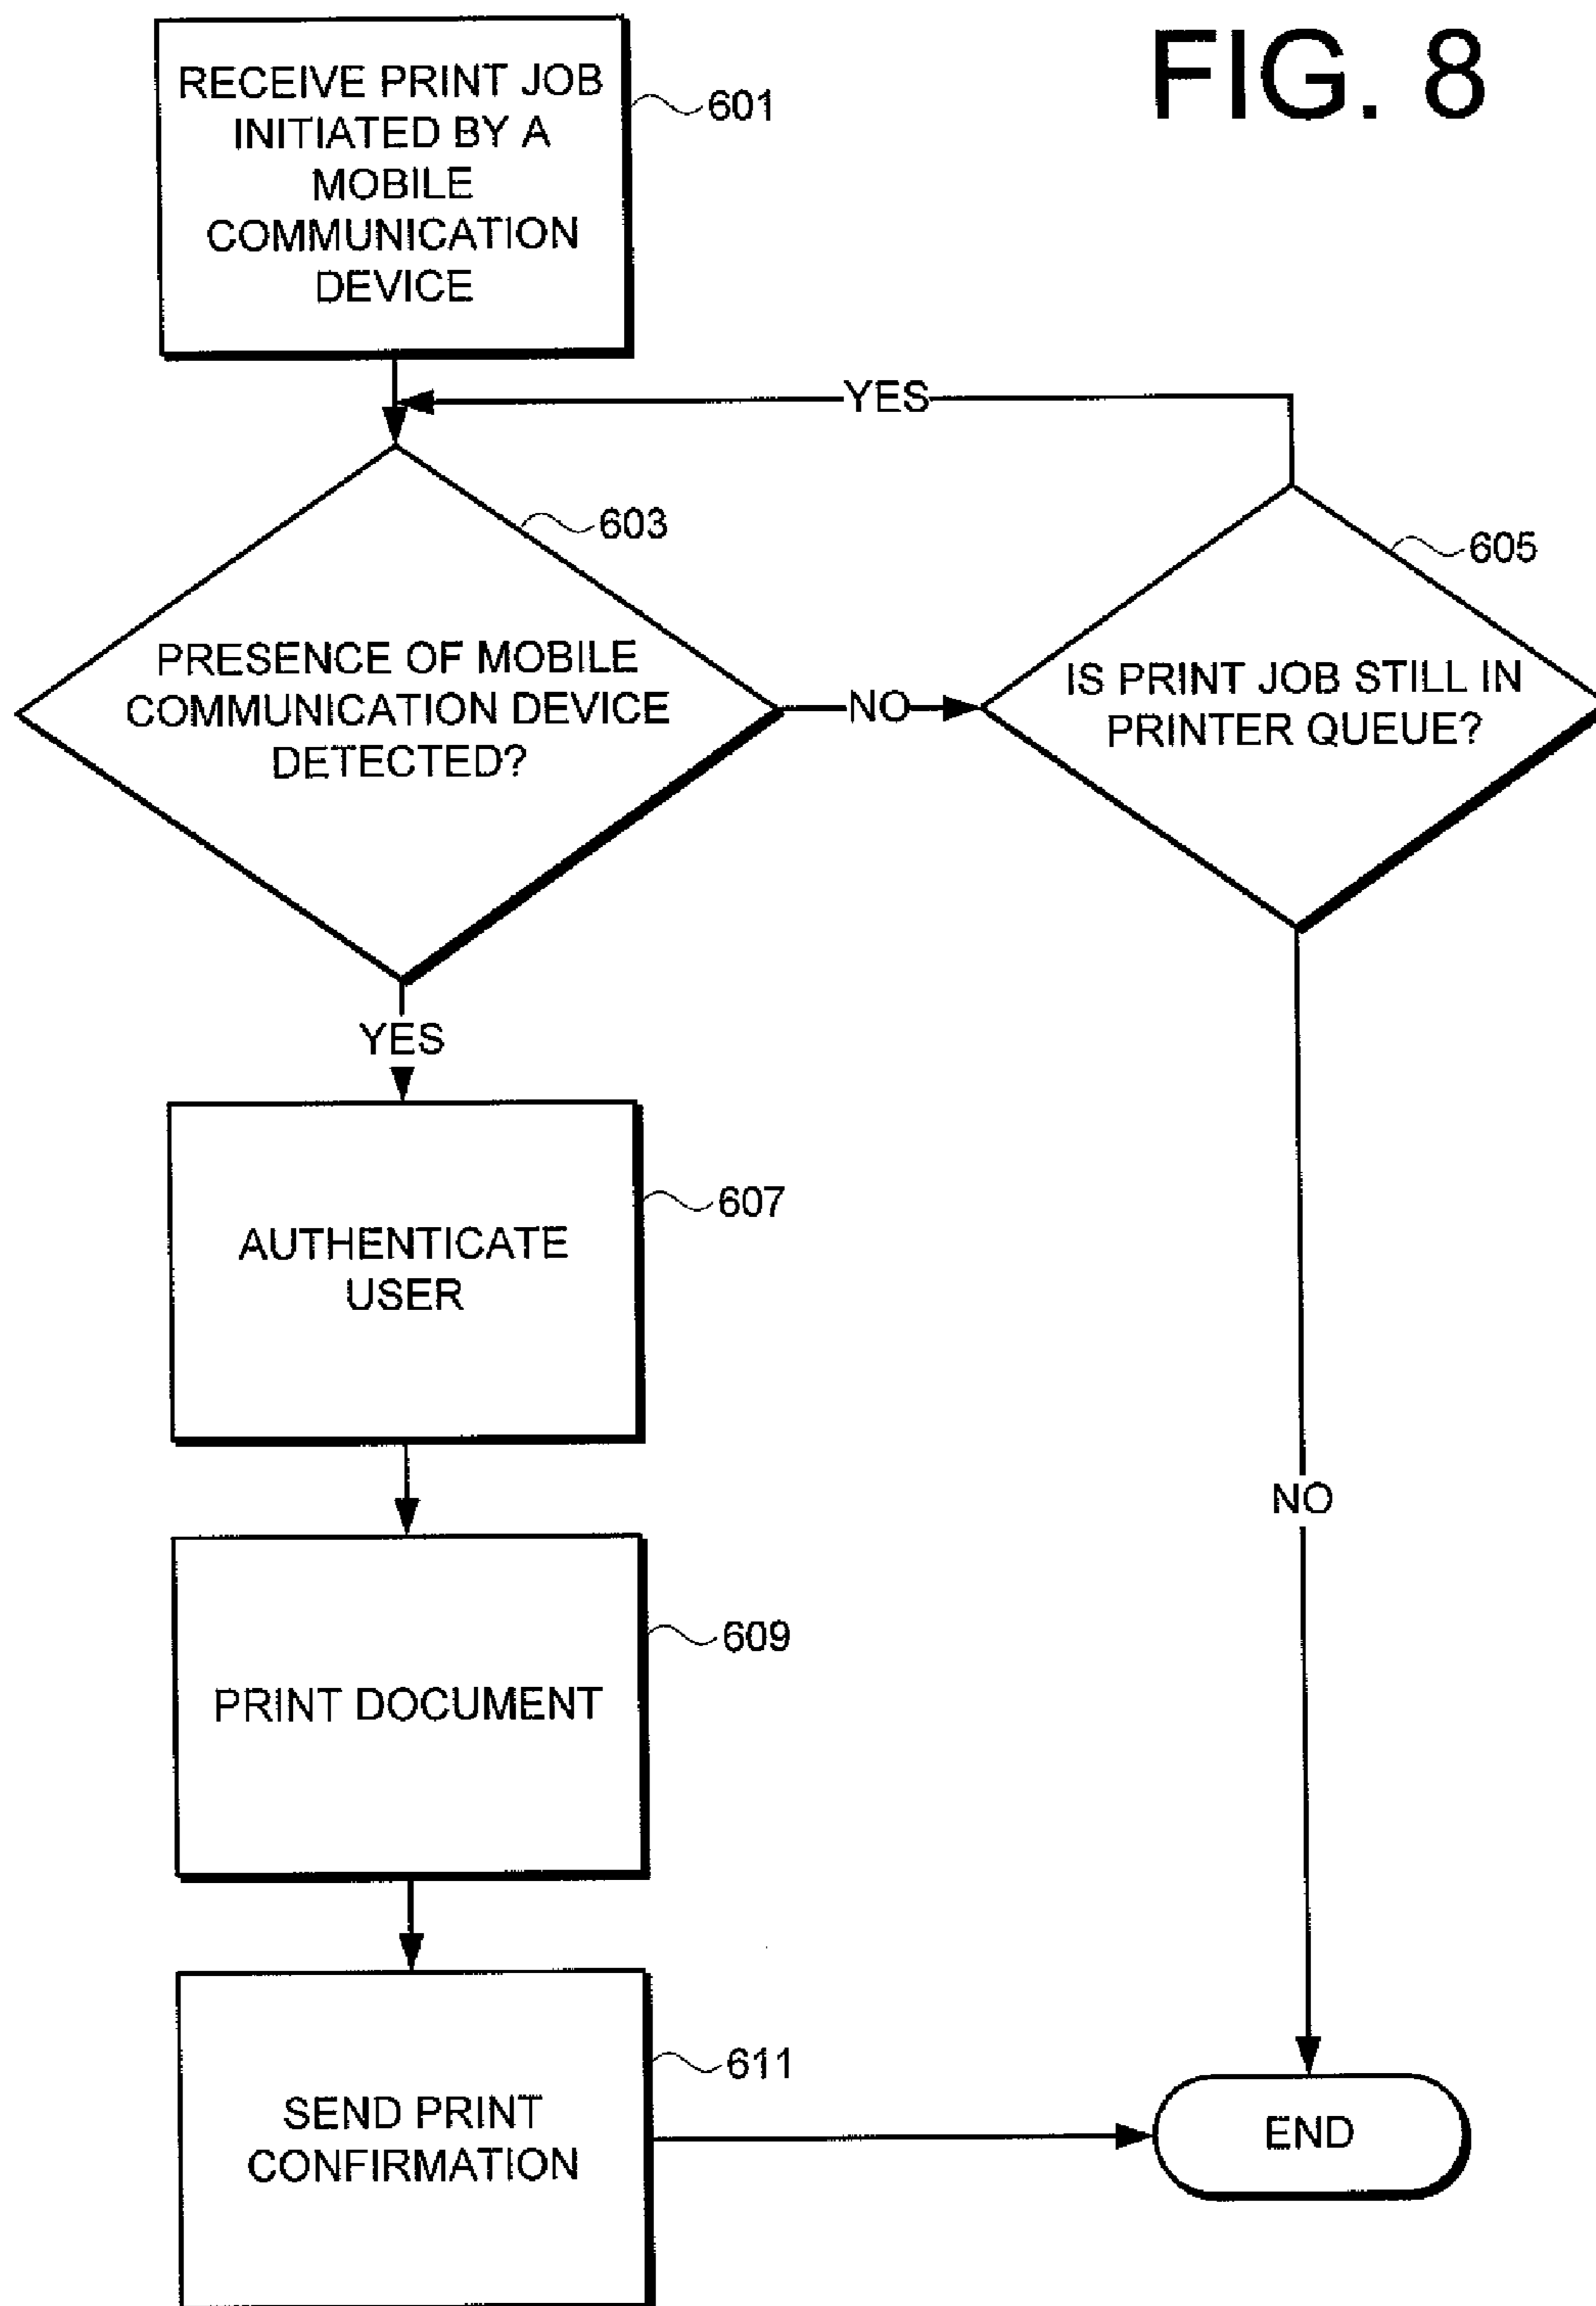 FIG. 8
RECEIVE PRINT JOB
INITIATED BY A
MOBILE
COMMUNICATION
DEVICE
601
YES
603
605
PRESENCE OF MOBILE
COMMUNICATION DEVICE
DETECTED?
NO
IS PRINT JOB STILL IN
PRINTER QUEUE?
YES
607
AUTHENTICATE
USER
NO
609
PRINT DOCUMENT
611
SEND PRINT
CONFIRMATION
END